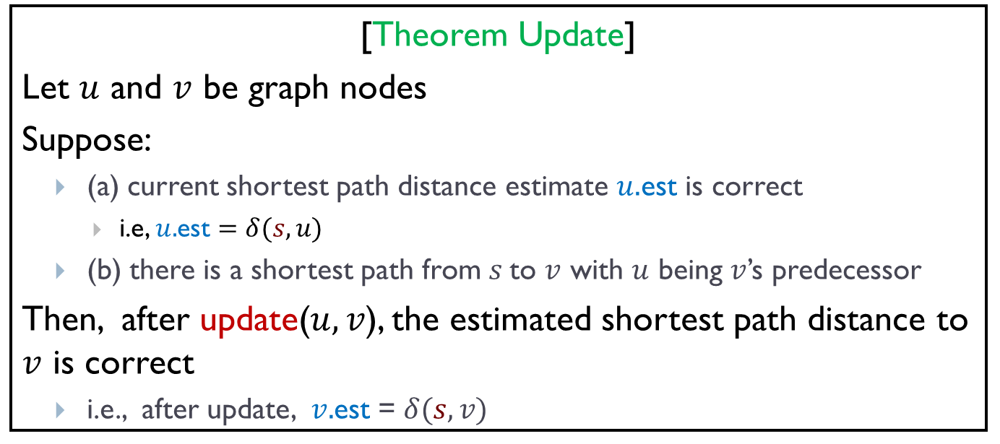 [Theorem Update]
Let 𝑢 and 𝑣 be graph nodes
Suppose:
(a) current shortest path distance estimate 𝑢.est is correct
i.e, 𝑢.est = 𝛿(𝑠, 𝑢)
(b) there is a shortest path from 𝑠 to 𝑣 with 𝑢 being 𝑣’s predecessor
Then, after update(𝑢, 𝑣), the estimated shortest path distance to
𝑣 is correct
i.e., after update, 𝑣.est = 𝛿(𝑠, 𝑣)